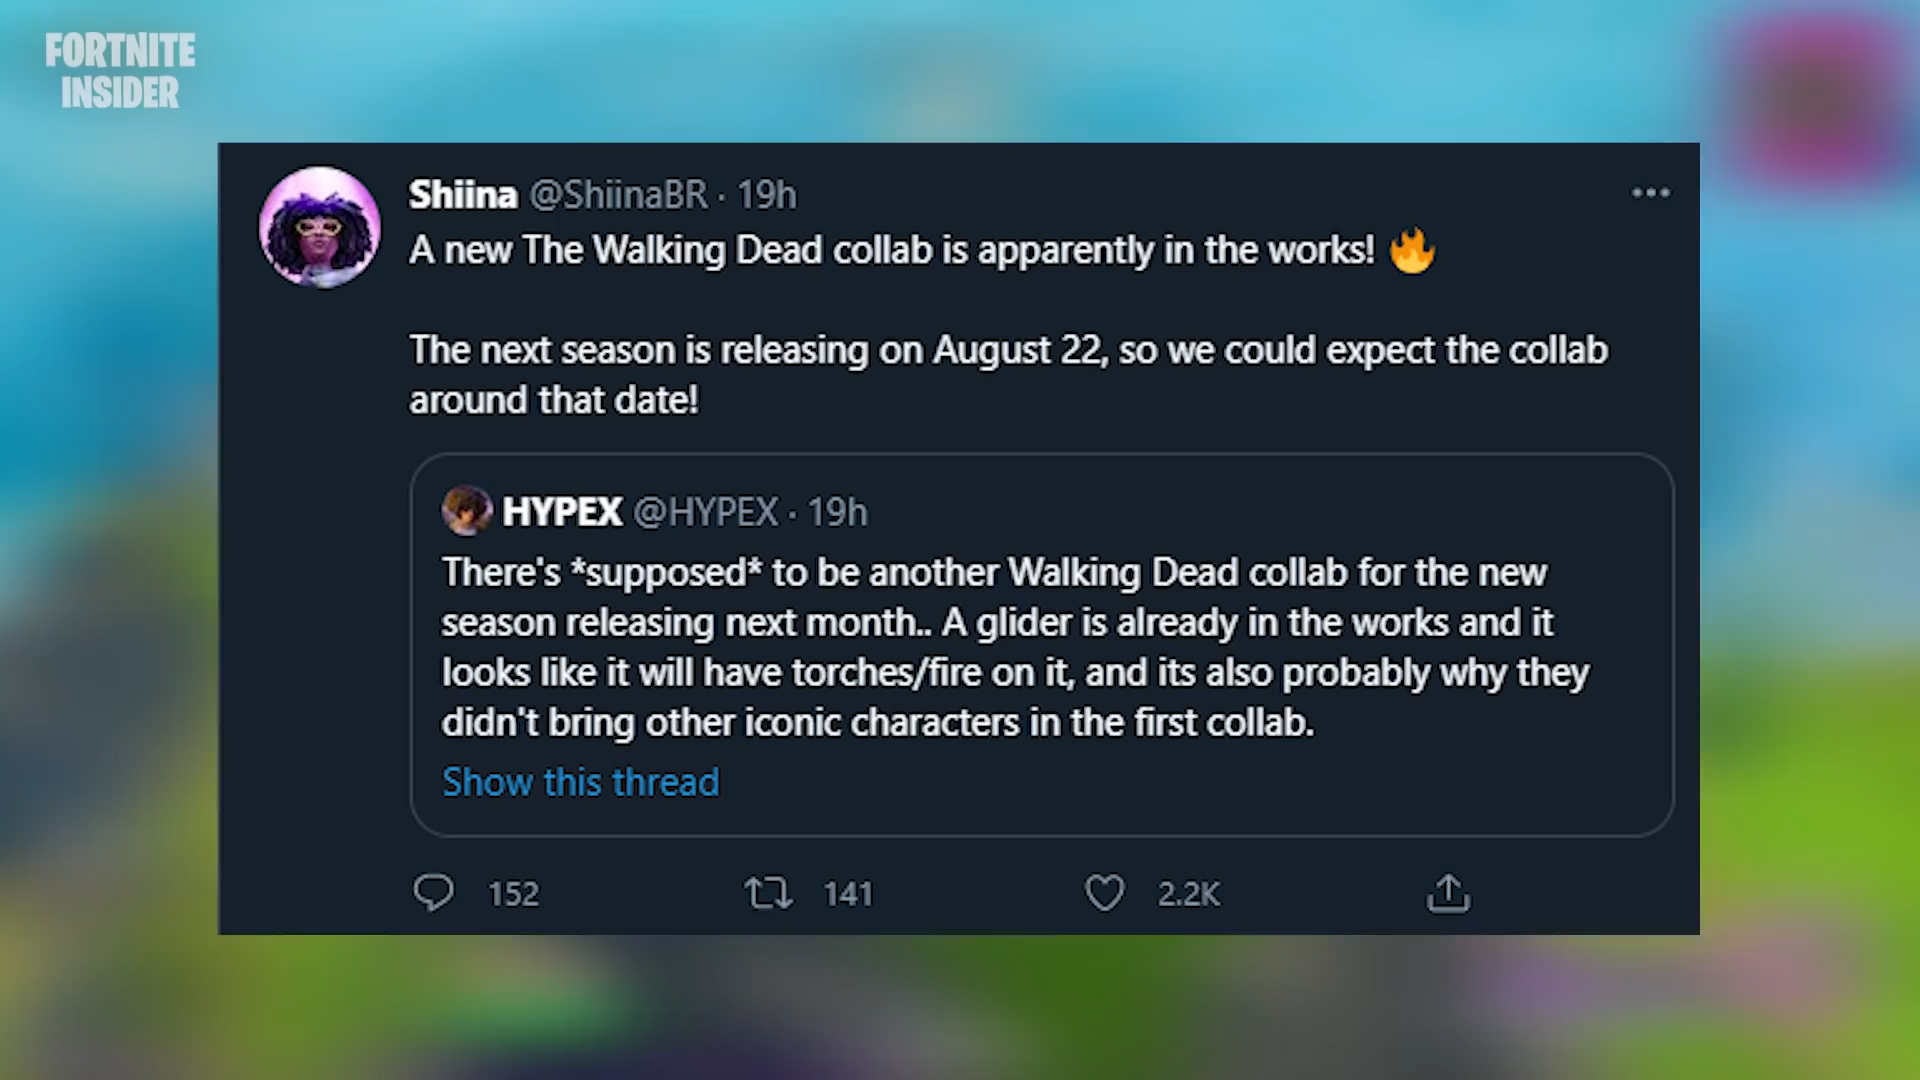 FORTNITE
INSIDER
Shiina @ShiinaBR · 19h
A new The Walking Dead collab is apparently in the works! 🔥
The next season is releasing on August 22, so we could expect the collab
around that date!
HYPEX @HYPEX · 19h
There's *supposed* to be another Walking Dead collab for the new
season releasing next month.. A glider is already in the works and it
looks like it will have torches/fire on it, and its also probably why they
didn't bring other iconic characters in the first collab.
Show this thread
152 141 2.2K